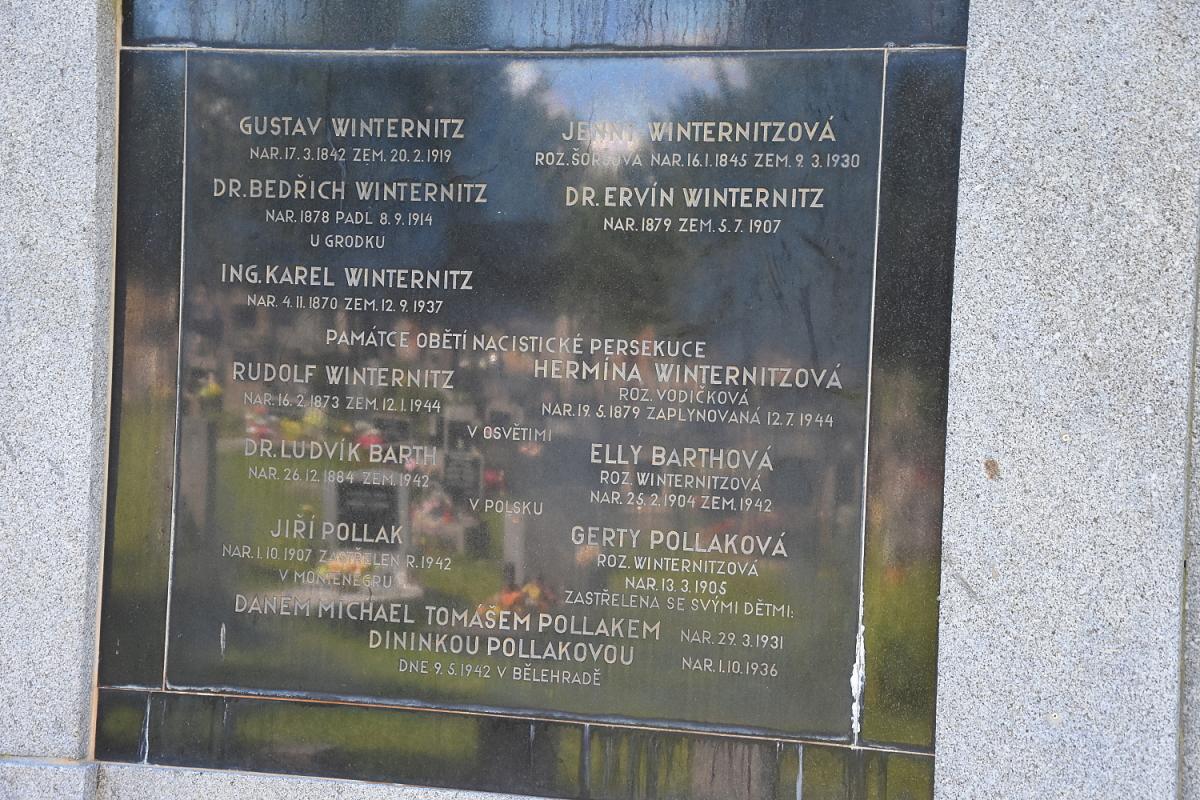 GUSTAV WINTERNITZ
NAR. 17. 3. 1842 ZEM. 20. 2. 1919
JENNY WINTERNITZOVÁ
ROZ. NAR. 16. 1. 1845 ZEM. 9. 3. 1930
DR. BEDŘICH WINTERNITZ
NAR. 1878 PADL 8. 9. 1914
U GRODKU
DR. ERVÍN WINTERNITZ
NAR. 1879 ZEM. 5. 7. 1907
ING. KAREL WINTERNITZ
NAR. 4. 11. 1870 ZEM. 12. 9. 1937
PAMÁTCE OBĚTÍ NACISTICKÉ PERSEKUCE
RUDOLF WINTERNITZ
NAR. 16. 2. 1873 ZEM. 12. 1. 1944
HERMÍNA WINTERNITZOVÁ
ROZ. VODIČKOVÁ
NAR. 19. 5. 1879 ZAPLYNOVANÁ 12. 7. 1944
V OSVĚTIMI
DR. LUDVÍK BARTH
NAR. 26. 12. 1884 ZEM. 1942
ELLY BARTHOVÁ
ROZ. WINTERNITZOVÁ
NAR. 25. 2. 1904 ZEM. 1942
V POLSKU
JIŘÍ POLLAK
NAR. 1. 10. 1907 ZASTŘELEN R. 1942
V MONTENEGRU
GERTY POLLAKOVÁ
ROZ. WINTERNITZOVÁ
NAR. 13. 3. 1905
ZASTŘELENA SE SVÝMI DĚTMI:
DANEM MICHAEL TOMÁŠEM POLLAKEM NAR. 29. 3. 1931
DININKOU POLLAKOVOU NAR. 1. 10. 1936
DNE 9. 5. 1942 V BĚLEHRADĚ